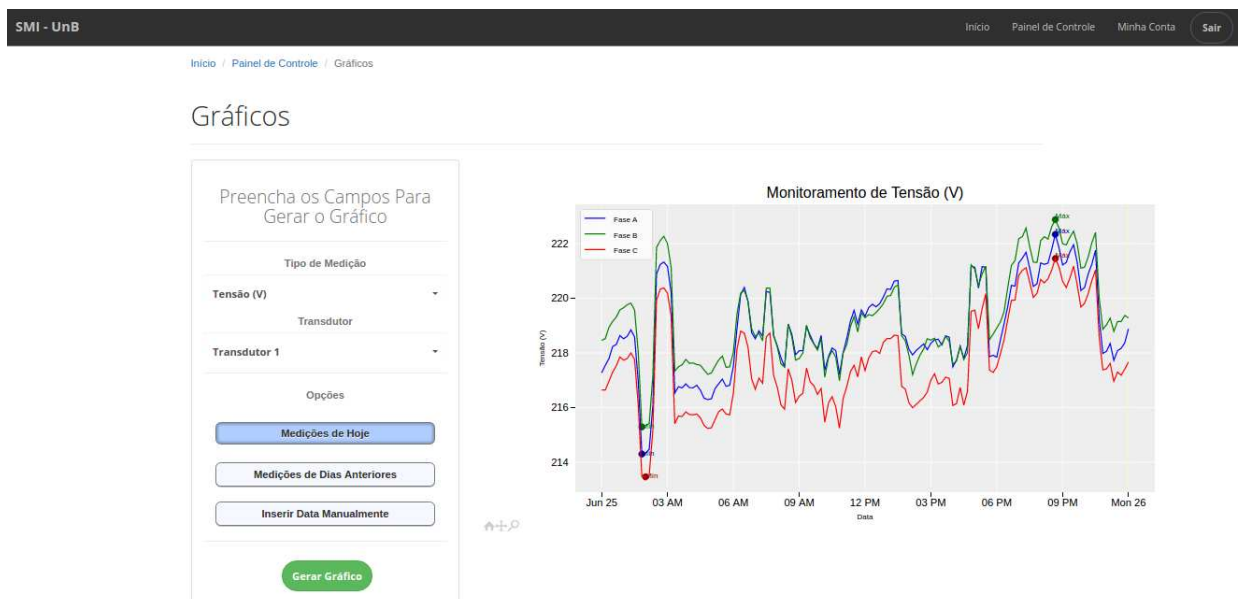 SMI - UnB
Início
Painel de Controle
Minha Conta
Sair
Início / Painel de Controle / Gráficos
Gráficos
Preencha os Campos Para
Gerar o Gráfico
Tipo de Medição
Tensão (V)
Transdutor
Transdutor 1
Opções
Medições de Hoje
Medições de Dias Anteriores
Inserir Data Manualmente
Gerar Gráfico
Monitoramento de Tensão (V)
Fase A
Fase B
Fase C
Máx
Tensão (V)
222
220
218
216
214
Jun 25
03 AM
06 AM
09 AM
12 PM
03 PM
06 PM
09 PM
Mon 26
Data